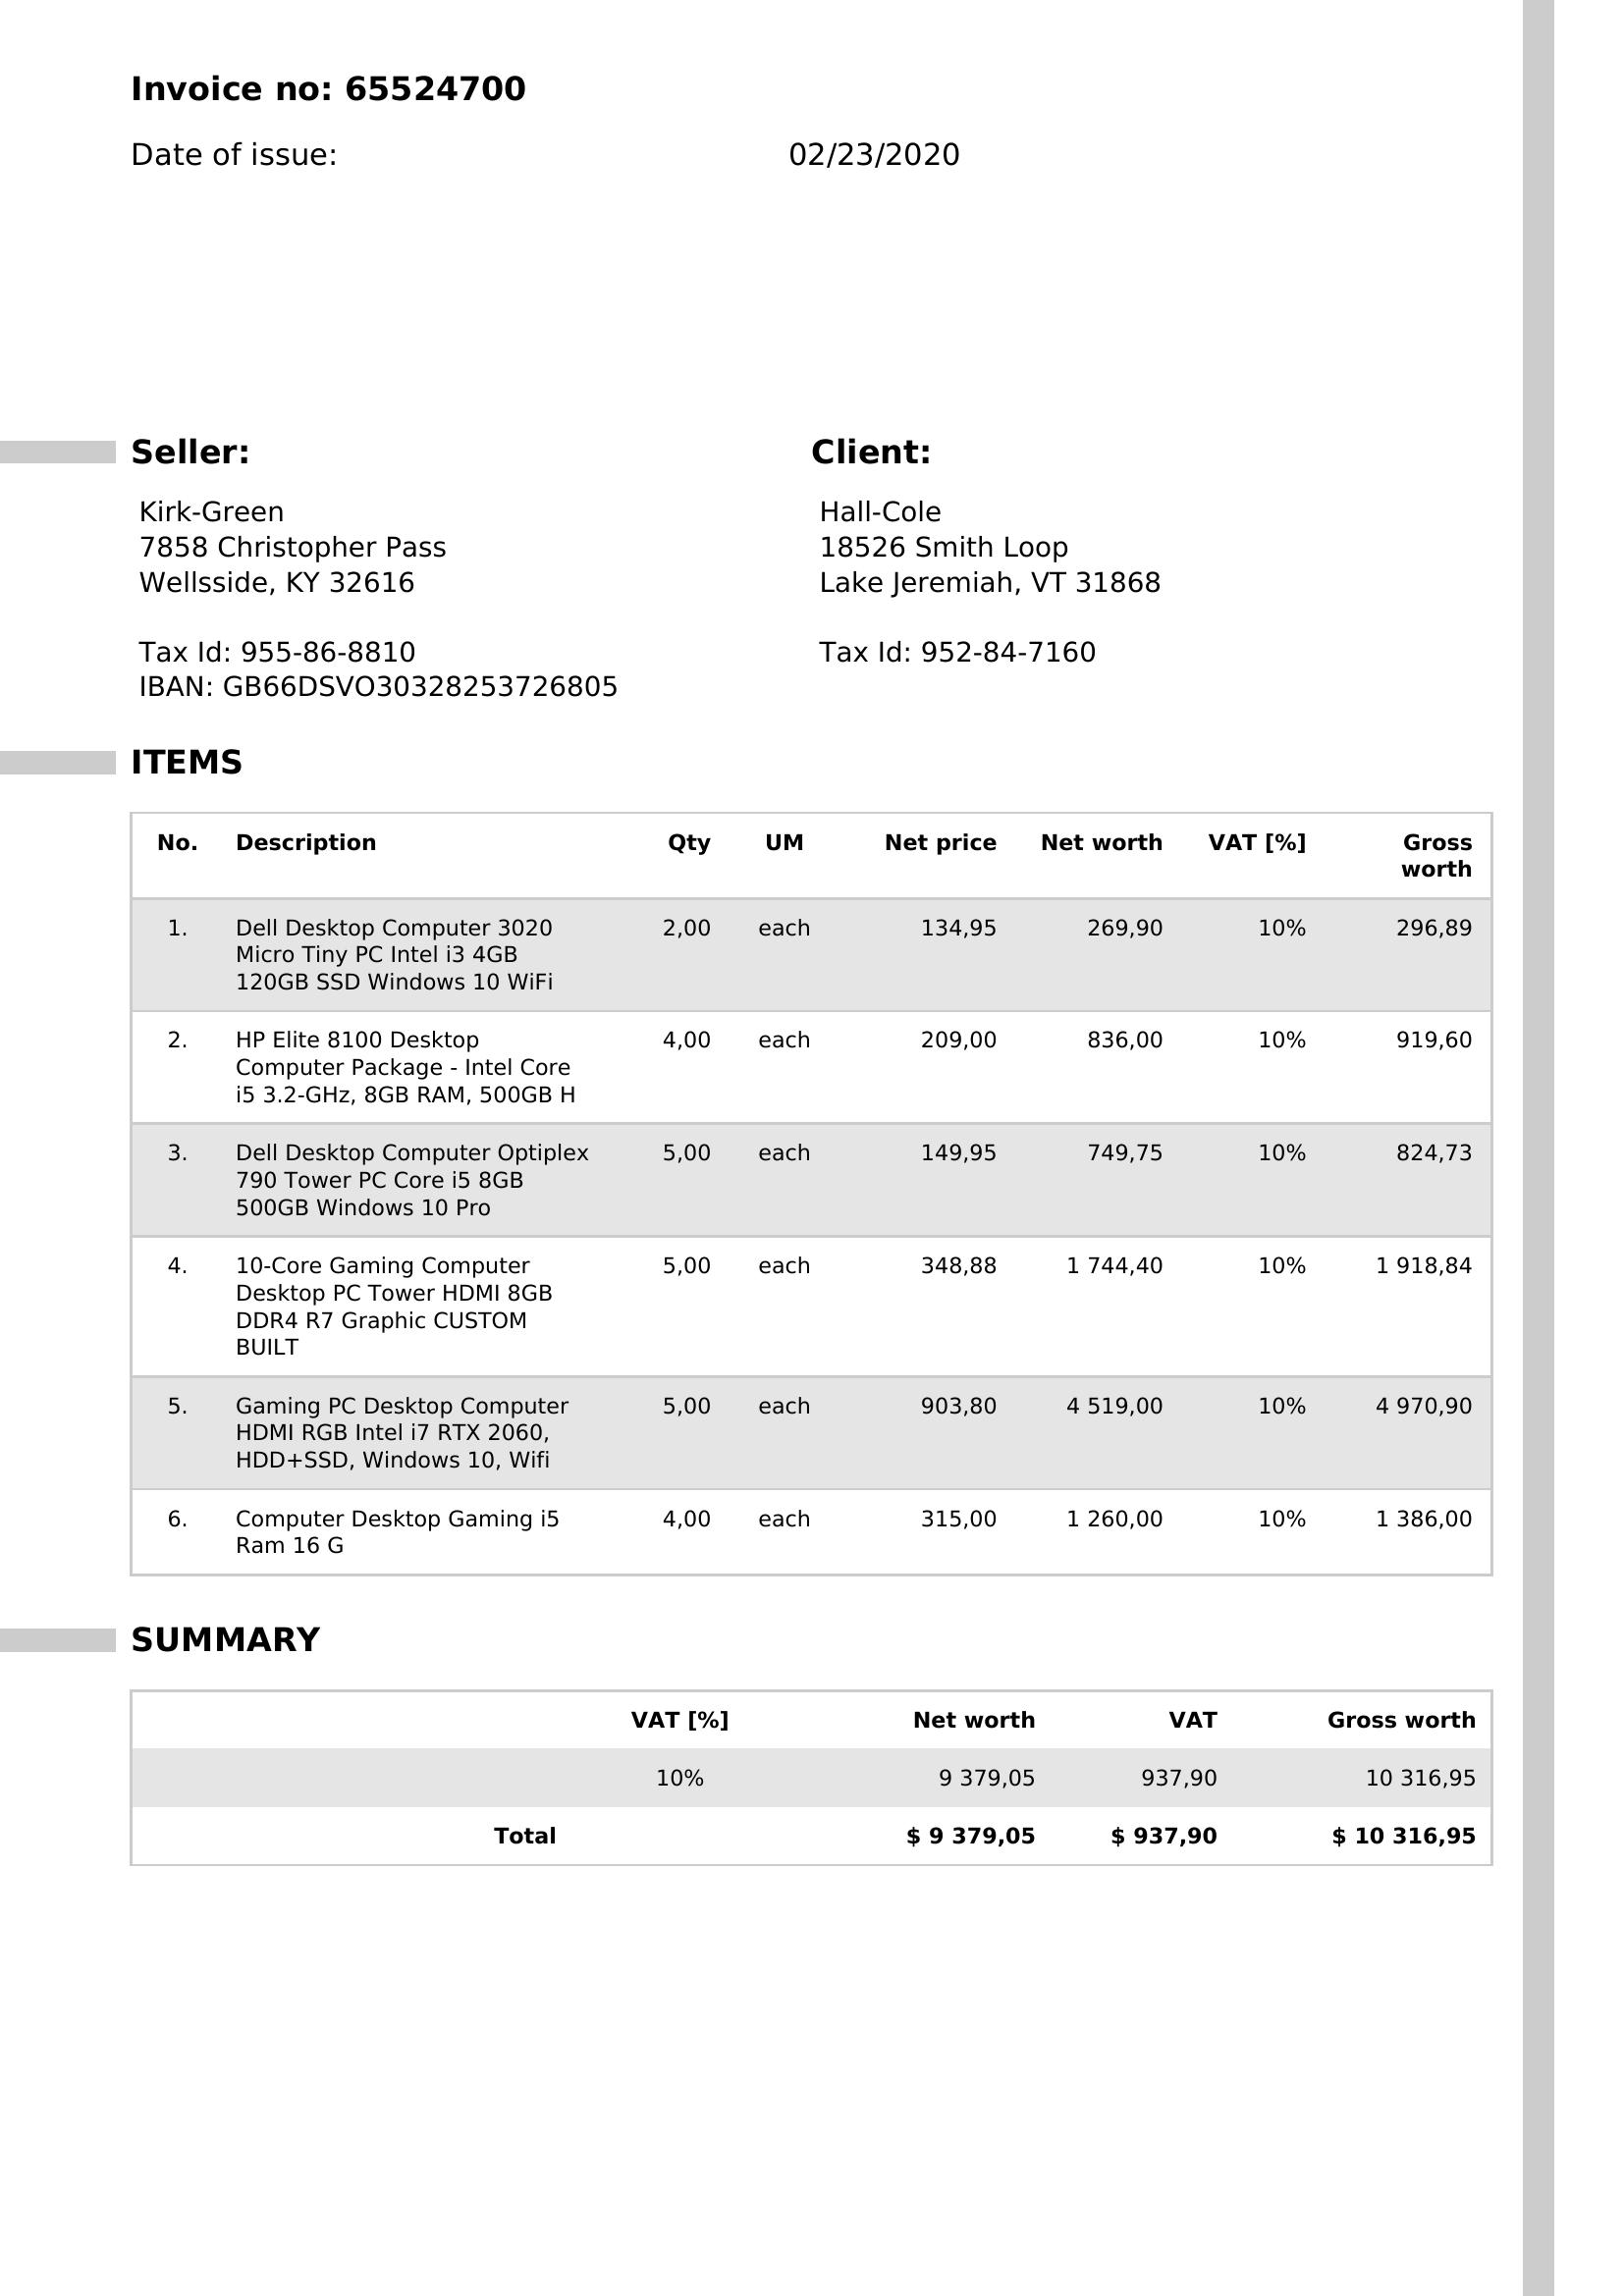 Invoice no: 65524700
Date of issue: 02/23/2020
Seller:
Kirk-Green
7858 Christopher Pass
Wellsside, KY 32616
Tax Id: 955-86-8810
IBAN: GB66DSVO30328253726805
Client:
Hall-Cole
18526 Smith Loop
Lake Jeremiah, VT 31868
Tax Id: 952-84-7160
ITEMS
No. Description Qty UM Net price Net worth VAT [%] Gross
worth
1. Dell Desktop Computer 3020 2,00 each 134,95 269,90 10% 296,89
Micro Tiny PC Intel i3 4GB
120GB SSD Windows 10 WiFi
2. HP Elite 8100 Desktop 4,00 each 209,00 836,00 10% 919,60
Computer Package - Intel Core
i5 3.2-GHz, 8GB RAM, 500GB H
3. Dell Desktop Computer Optiplex 5,00 each 149,95 749,75 10% 824,73
790 Tower PC Core i5 8GB
500GB Windows 10 Pro
4. 10-Core Gaming Computer 5,00 each 348,88 1 744,40 10% 1 918,84
Desktop PC Tower HDMI 8GB
DDR4 R7 Graphic CUSTOM
BUILT
5. Gaming PC Desktop Computer 5,00 each 903,80 4 519,00 10% 4 970,90
HDMI RGB Intel i7 RTX 2060,
HDD+SSD, Windows 10, Wifi
6. Computer Desktop Gaming i5 4,00 each 315,00 1 260,00 10% 1 386,00
Ram 16 G
SUMMARY
VAT [%] Net worth VAT Gross worth
10% 9 379,05 937,90 10 316,95
Total $ 9 379,05 $ 937,90 $ 10 316,95